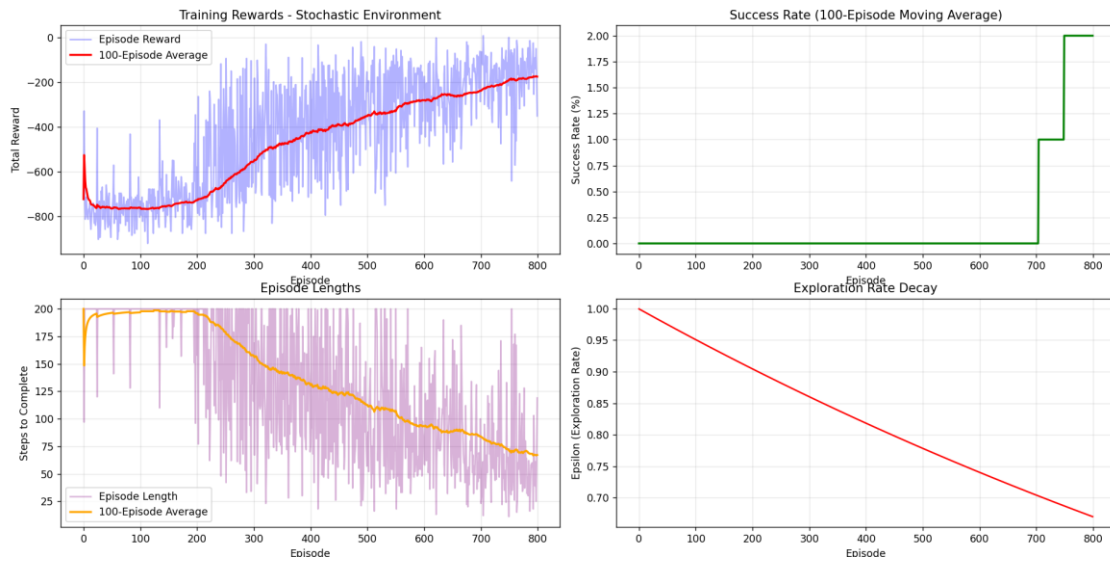 Training Rewards - Stochastic Environment
Episode Reward
100-Episode Average
Total Reward
0
−200
−400
−600
−800
0 100 200 300 400 500 600 700 800
Episode
Success Rate (100-Episode Moving Average)
Success Rate (%)
2.00
1.75
1.50
1.25
1.00
0.75
0.50
0.25
0.00
0 100 200 300 400 500 600 700 800
Episode
Episode Lengths
Steps to Complete
200
175
150
125
100
75
50
25
Episode Length
100-Episode Average
0 100 200 300 400 500 600 700 800
Episode
Exploration Rate Decay
Epsilon (Exploration Rate)
1.00
0.95
0.90
0.85
0.80
0.75
0.70
0 100 200 300 400 500 600 700 800
Episode